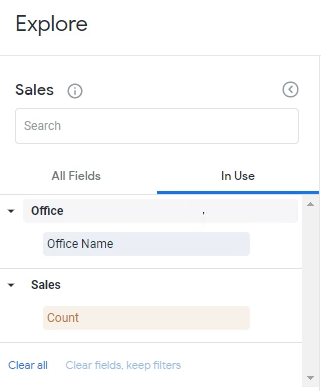 Explore
Sales
Search
All Fields
In Use
Office
Office Name
Sales
Count
Clear all
Clear fields, keep filters